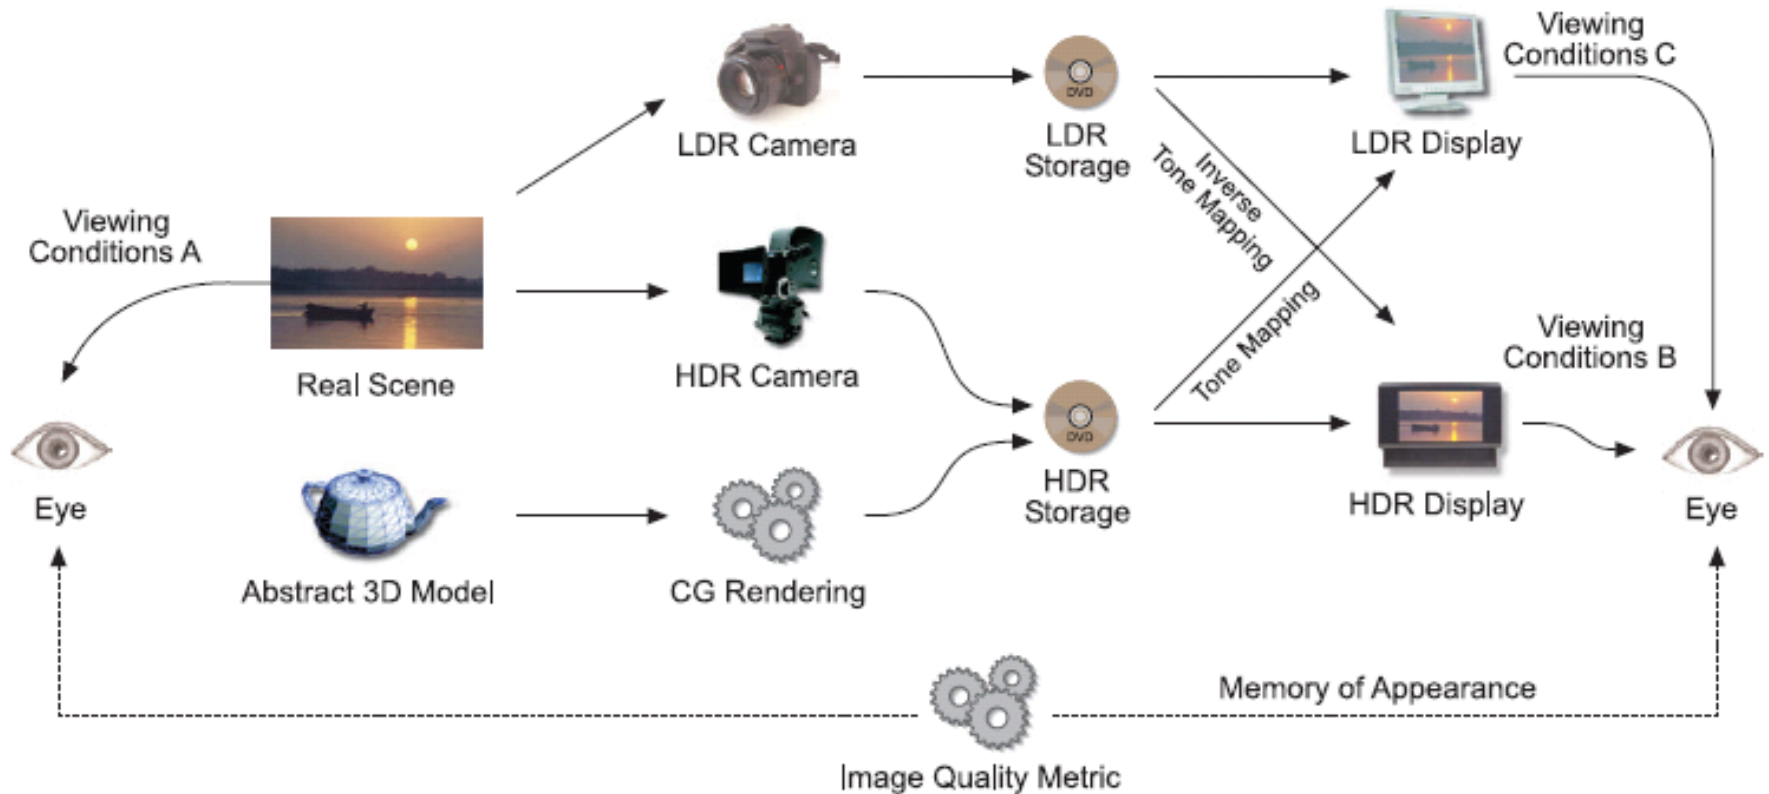 Viewing
Conditions A
Real Scene
Eye
Abstract 3D Model
LDR Camera
HDR Camera
CG Rendering
DVD
LDR
Storage
DVD
HDR
Storage
Inverse
Tone Mapping
Tone Mapping
Viewing
Conditions C
LDR Display
Viewing
Conditions B
HDR Display
Eye
Memory of Appearance
Image Quality Metric